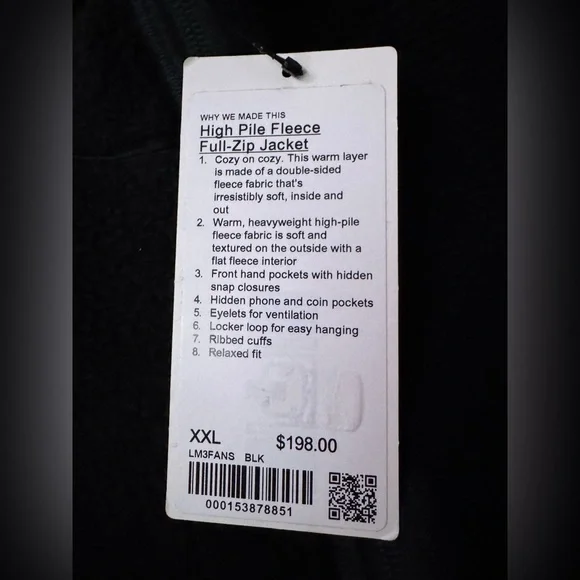 WHY WE MADE THIS
High Pile Fleece
Full-Zip Jacket
1. Cozy on cozy. This warm layer
is made of a double-sided
fleece fabric that's
irresistibly soft, inside and
out
2. Warm, heavyweight high-pile
fleece fabric is soft and
textured on the outside with a
flat fleece interior
3. Front hand pockets with hidden
snap closures
4. Hidden phone and coin pockets
5. Eyelets for ventilation
6. Locker loop for easy hanging
7. Ribbed cuffs
8. Relaxed fit
XXL $198.00
LM3FANS BLK
000153878851